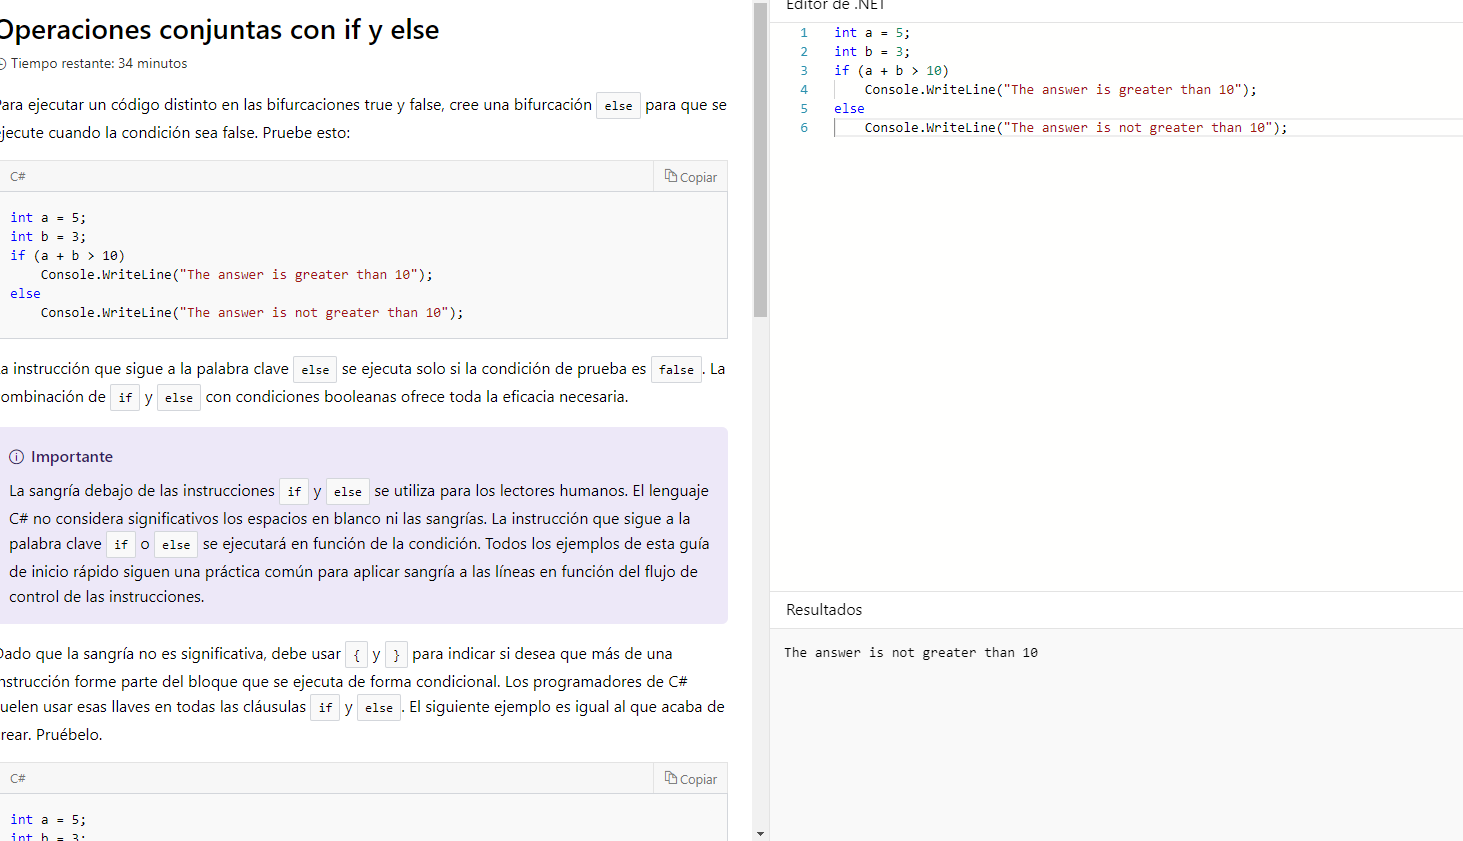 Operaciones conjuntas con if y else
Tiempo restante: 34 minutos
Para ejecutar un código distinto en las bifurcaciones true y false, cree una bifurcación else para que se
ejecute cuando la condición sea false. Pruebe esto:
C#
Copiar
int a = 5;
int b = 3;
if (a + b > 10)
    Console.WriteLine("The answer is greater than 10");
else
    Console.WriteLine("The answer is not greater than 10");
La instrucción que sigue a la palabra clave else se ejecuta solo si la condición de prueba es false. La
combinación de if y else con condiciones booleanas ofrece toda la eficacia necesaria.
Importante
La sangría debajo de las instrucciones if y else se utiliza para los lectores humanos. El lenguaje
C# no considera significativos los espacios en blanco ni las sangrías. La instrucción que sigue a la
palabra clave if o else se ejecutará en función de la condición. Todos los ejemplos de esta guía
de inicio rápido siguen una práctica común para aplicar sangría a las líneas en función del flujo de
control de las instrucciones.
Dado que la sangría no es significativa, debe usar { y } para indicar si desea que más de una
instrucción forme parte del bloque que se ejecuta de forma condicional. Los programadores de C#
suelen usar esas llaves en todas las cláusulas if y else. El siguiente ejemplo es igual al que acaba de
crear. Pruébelo.
C#
Copiar
int a = 5;
int b = 3;
Editor de .NET
1 int a = 5;
2 int b = 3;
3 if (a + b > 10)
4     Console.WriteLine("The answer is greater than 10");
5 else
6     Console.WriteLine("The answer is not greater than 10");
Resultados
The answer is not greater than 10